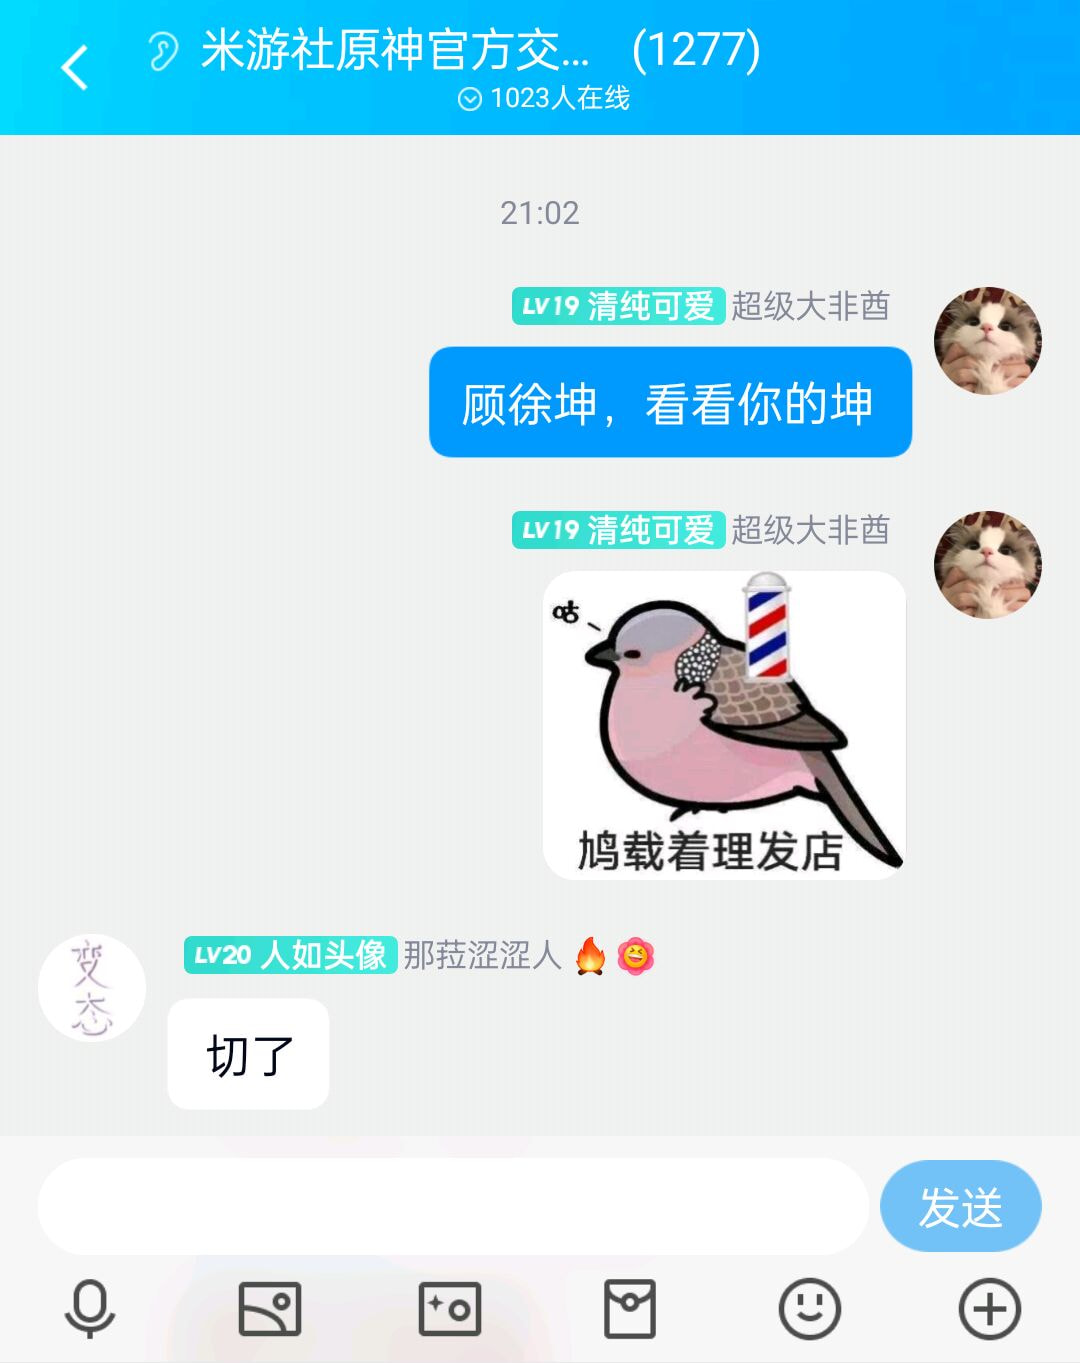 米游社原神官方交... (1277)
1023人在线
21:02
LV19 清纯可爱 超级大非酋
顾徐坤，看看你的坤
LV19 清纯可爱 超级大非酋
咕
鸠载着理发店
变态
LV20 人如头像 那菈涩涩人
切了
发送